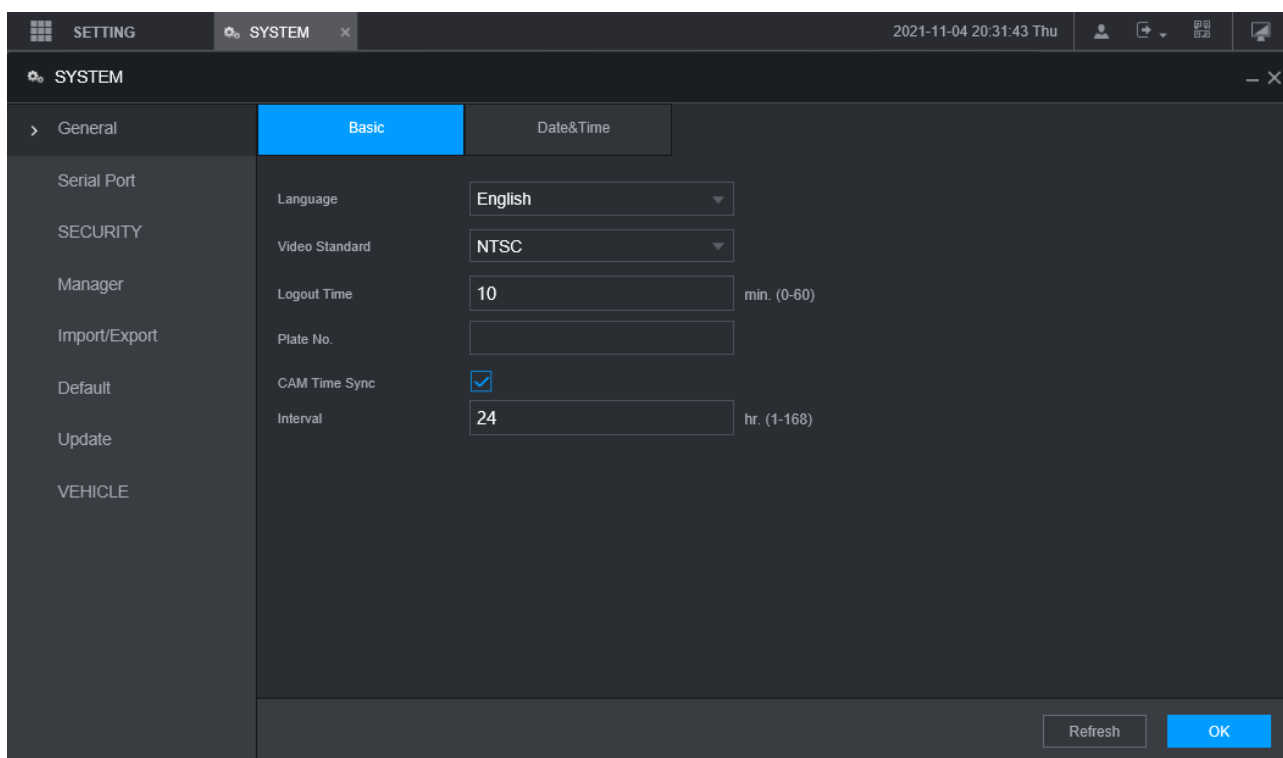 SETTING SYSTEM × 2021-11-04 20:31:43 Thu
SYSTEM
General Basic Date&Time
Serial Port
Language English
SECURITY
Video Standard NTSC
Manager
Logout Time 10 min. (0-60)
Import/Export
Plate No.
Default
CAM Time Sync
Interval 24 hr. (1-168)
Update
VEHICLE
Refresh OK